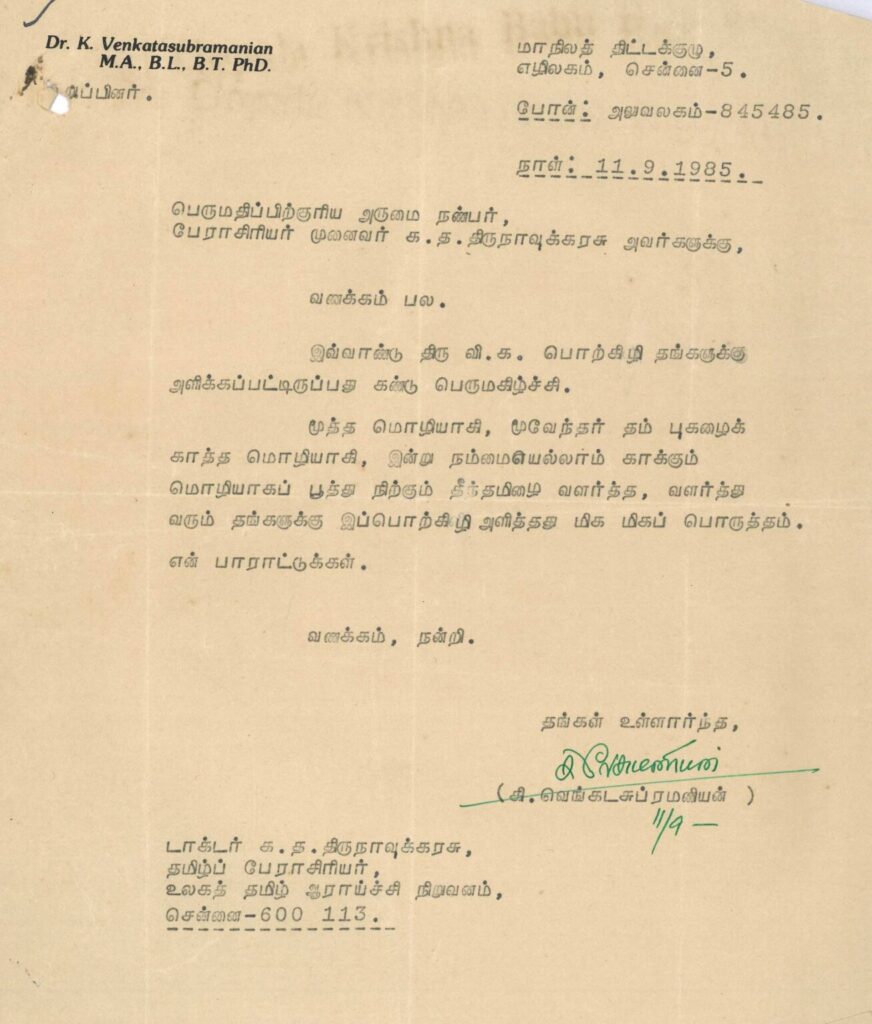 Dr. K. Venkatasubramanian
M.A., B.L., B.T. PhD.
உறுப்பினர்.
மாநிலத் திட்டக்குழு,
எழிலகம், சென்னை-5.
போன்: அலுவலகம்-845485.
நாள்: 11.9.1985.
பெருமதிப்பிற்குரிய அருமை நண்பர்,
பேராசிரியர் முனைவர் க.த.திருநாவுக்கரசு அவர்களுக்கு,
வணக்கம் பல.
இவ்வாண்டு திரு வி.க. பொற்கிழி தங்களுக்கு
அளிக்கப்பட்டிருப்பது கண்டு பெருமகிழ்ச்சி.
மூத்த மொழியாகி, மூவேந்தர் தம் புகழைக்
காத்த மொழியாகி, இன்று நம்மையெல்லாம் காக்கும்
மொழியாகப் பூத்து நிற்கும் தீந்தமிழை வளர்த்த, வளர்த்து
வரும் தங்களுக்கு இப்பொற்கிழி அளித்தது மிக மிகப் பொருத்தம்.
என் பாராட்டுக்கள்.
வணக்கம், நன்றி.
தங்கள் உள்ளார்ந்த,
(கி.வெங்கடசுப்ரமணியன் )
11/9
டாக்டர் க.த.திருநாவுக்கரசு,
தமிழ்ப் பேராசிரியர்,
உலகத் தமிழ் ஆராய்ச்சி நிறுவனம்,
சென்னை-600 113.